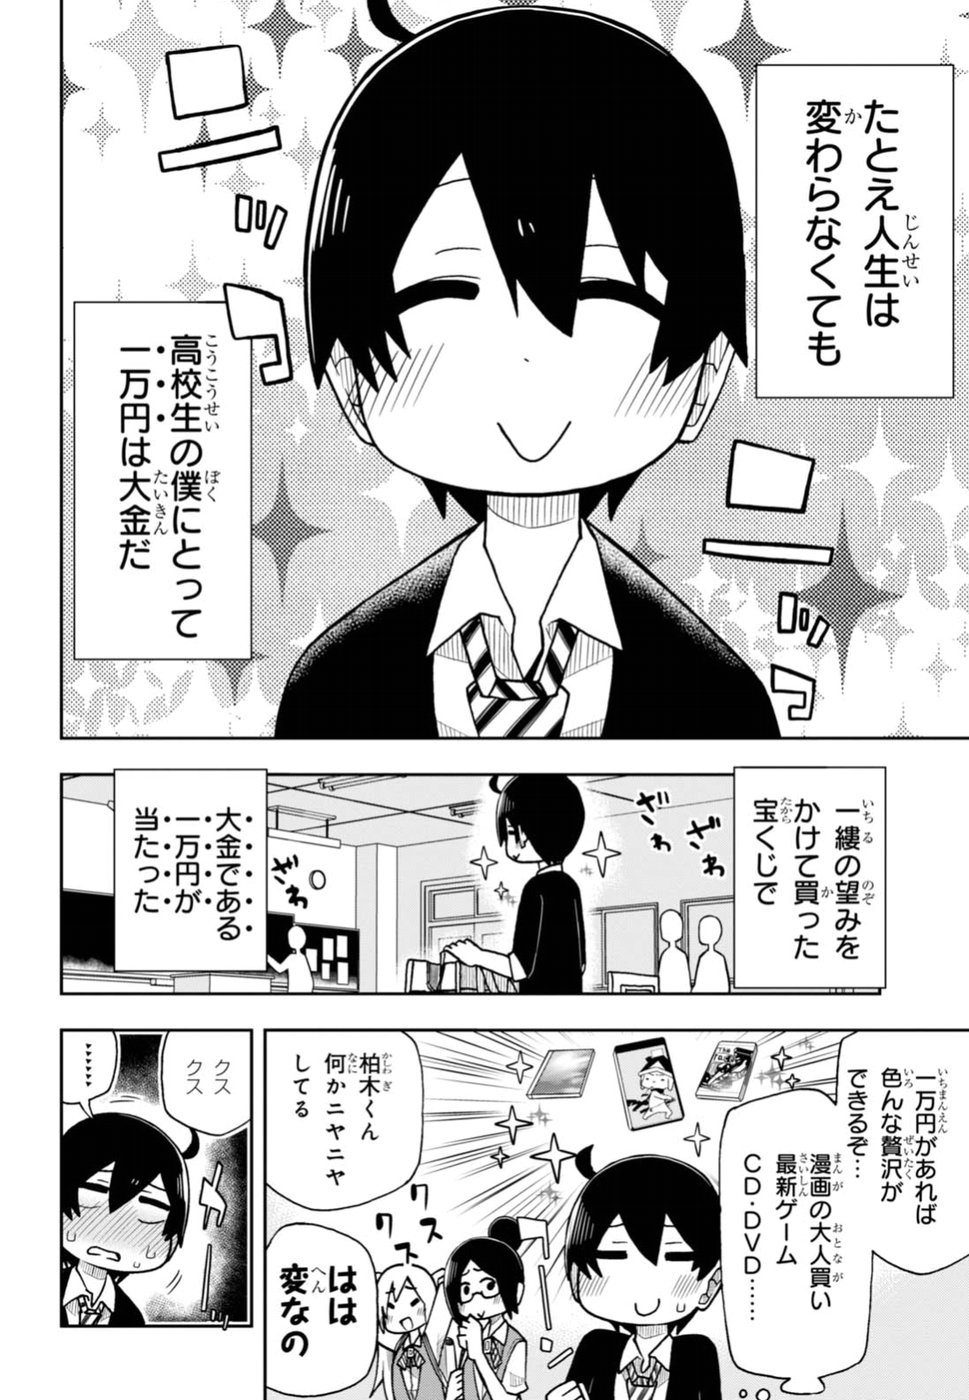 たとえ人生は
変わらなくても
ニコッ
高校生の僕にとって
一万円は大金だ
ニコッ
一縷の望みを
かけて買った
宝くじで
ざわ
ざわ
大金である
一万円が
当たった
一万円があれば
色んな贅沢が
できるぞ…
漫画の大人買い
最新ゲーム
CD・DVD……
柏木くん
何かニヤニヤ
してる
クス
クス
はは
変なの
クス
クス